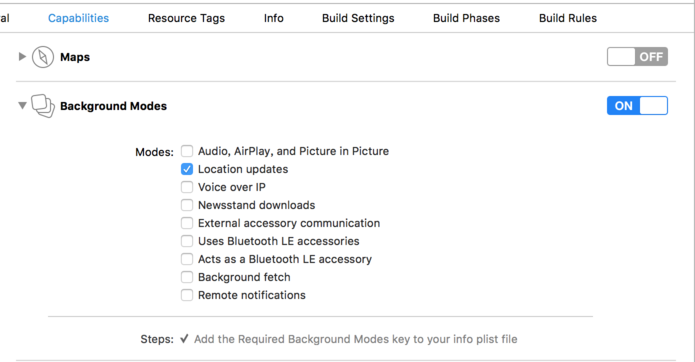 al Capabilities Resource Tags Info Build Settings Build Phases Build Rules
Maps OFF
Background Modes ON
Modes: Audio, AirPlay, and Picture in Picture
Location updates
Voice over IP
Newsstand downloads
External accessory communication
Uses Bluetooth LE accessories
Acts as a Bluetooth LE accessory
Background fetch
Remote notifications
Steps: ✓ Add the Required Background Modes key to your info plist file